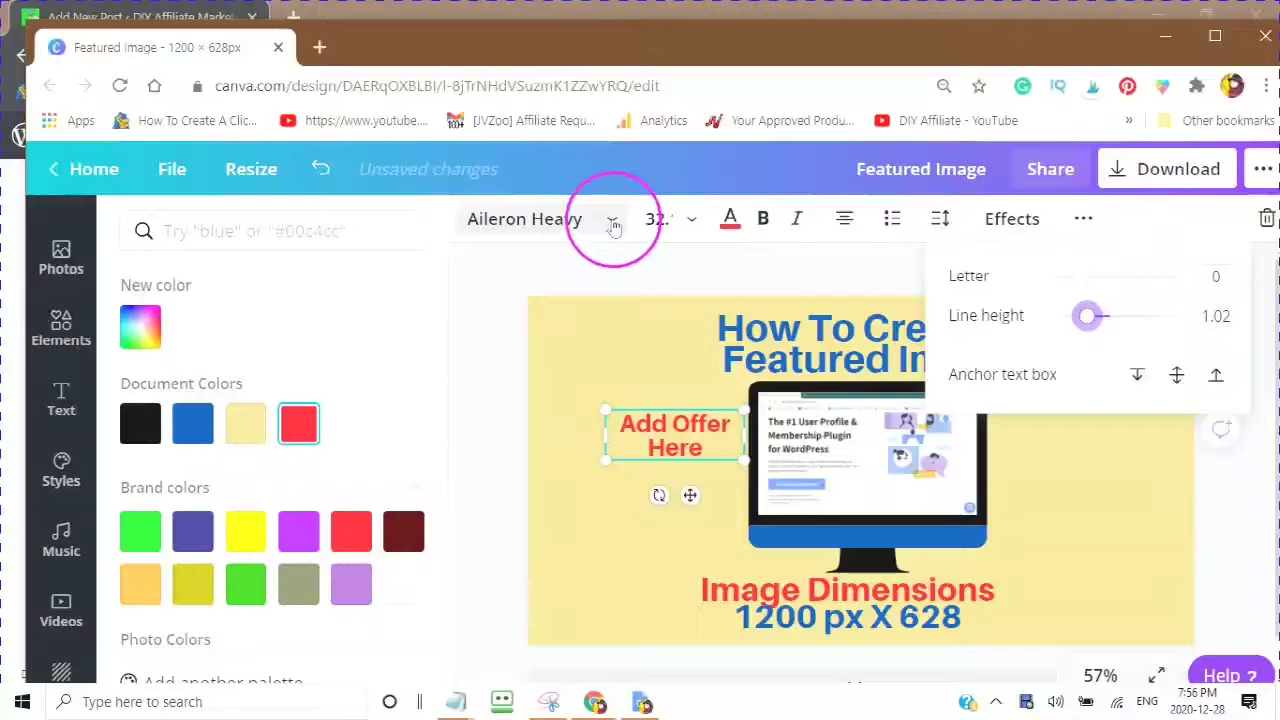 Add New Post ‹ DIY Affiliate Market
Featured Image - 1200 × 628px
canva.com/design/DAERqOXBLBI/l-8jTrNHdVSuzmK1ZZwYRQ/edit
Apps
How To Create A Clic...
https://www.youtube....
[JVZoo] Affiliate Requ...
Analytics
Your Approved Produ...
DIY Affiliate - YouTube
»
Other bookmarks
Home
File
Resize
Unsaved changes
Featured Image
Share
Download
Aileron Heavy
32.
A
B
I
Effects
Try "blue" or "#00c4cc"
Photos
Elements
Text
Styles
Music
Videos
New color
Document Colors
Brand colors
Photo Colors
Add another palette
Letter
0
Line height
1.02
Anchor text box
How To Cre
Featured In
Add Offer
Here
The #1 User Profile &
Membership Plugin
for WordPress
Image Dimensions
1200 px X 628
57%
Help ?
Type here to search
ENG
7:56 PM
2020-12-28